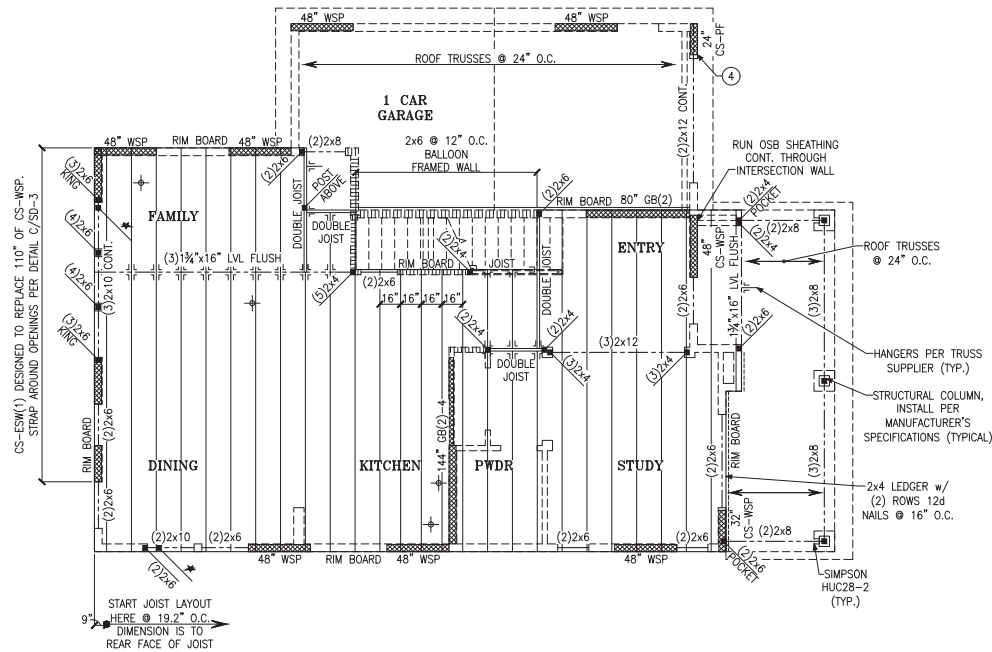 48" WSP
48" WSP
24"
CS-PF
ROOF TRUSSES @ 24" O.C.
4
1 CAR
GARAGE
2x6 @ 12" O.C.
BALLOON
FRAMED WALL
(2)2x12 CONT.
RUN OSB SHEATHING
CONT. THROUGH
INTERSECTION WALL
48" WSP
RIM BOARD
48" WSP
(2)2x8
(2)2x6
POST
ABOVE
DOUBLE JOIST
DOUBLE
JOIST
(3)2x6
KING
(4)2x6
(4)2x6
(3)2x6
KING
(3)2x10 CONT.
FAMILY
(2)2x6
RIM BOARD
80" GB(2)
(2)2x4
POCKET
(2)2x8
(2)2x4
ENTRY
48"
CS-WSP
ROOF TRUSSES
@ 24" O.C.
(3)1¾"x16" LVL FLUSH
(2)2x4
RIM BOARD
JOIST
DOUBLE JOIST
(5)2x4
(2)2x6
16"
16"
16"
16"
(2)2x6
1¾"x16" LVL FLUSH
(3)2x8
(2)2x6
(2)2x4
(2)2x4
(3)2x12
(3)2x4
(3)2x4
DOUBLE
JOIST
HANGERS PER TRUSS
SUPPLIER (TYP.)
STRUCTURAL COLUMN,
INSTALL PER
MANUFACTURER'S
SPECIFICATIONS (TYPICAL)
CS-ESW(1) DESIGNED TO REPLACE 110" OF CS-WSP.
STRAP AROUND OPENINGS PER DETAIL C/SD-3
RIM BOARD
(2)2x6
(2)2x6
DINING
KITCHEN
144" GB(2)-4
PWDR
STUDY
(2)2x6
RIM BOARD
(3)2x8
2x4 LEDGER w/
(2) ROWS 12d
NAILS @ 16" O.C.
32"
CS-WSP
(2)2x8
(2)2x10
(2)2x6
(2)2x6
(2)2x6
48" WSP
RIM BOARD
48" WSP
48" WSP
(2)2x6
(2)2x6
POCKET
SIMPSON
HUC28-2
(TYP.)
9"
START JOIST LAYOUT
HERE @ 19.2" O.C.
DIMENSION IS TO
REAR FACE OF JOIST